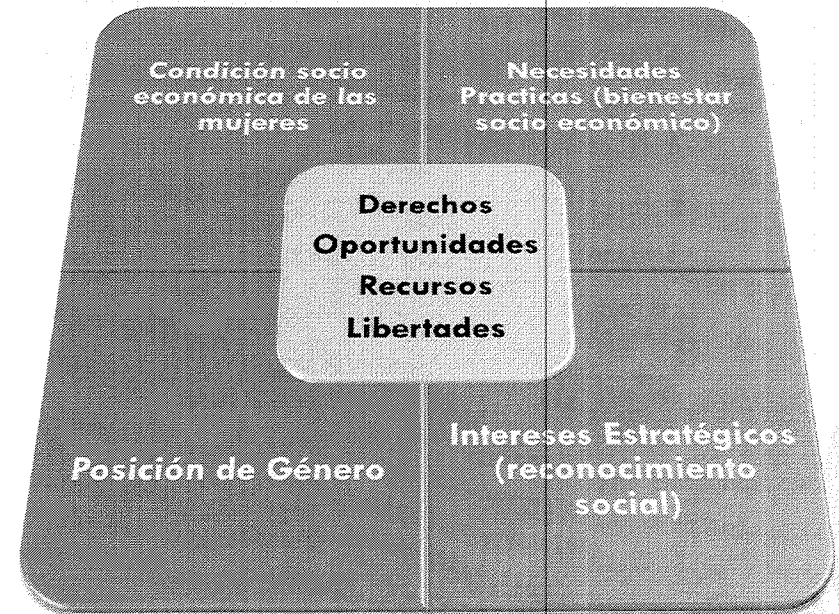 Condición socio
económica de las
mujeres
Necesidades
Practicas (bienestar
socio económico)
Derechos
Oportunidades
Recursos
Libertades
Posición de Género
Intereses Estratégicos
(reconocimiento
social)